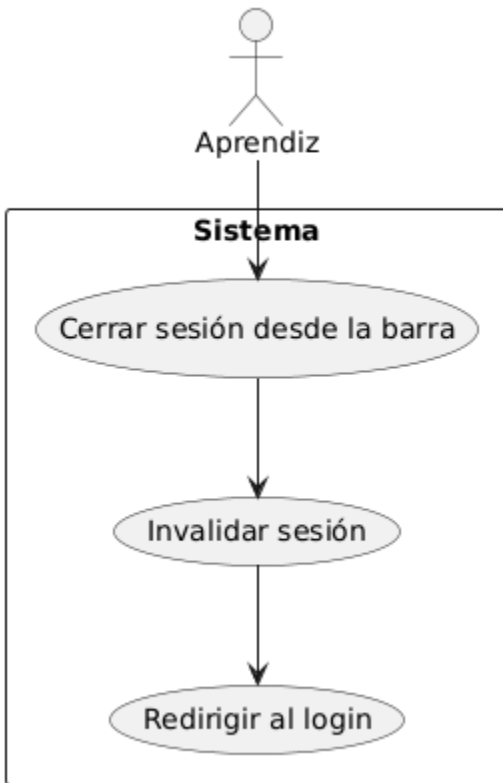 Aprendiz
Sistema
Cerrar sesión desde la barra
Invalidar sesión
Redirigir al login